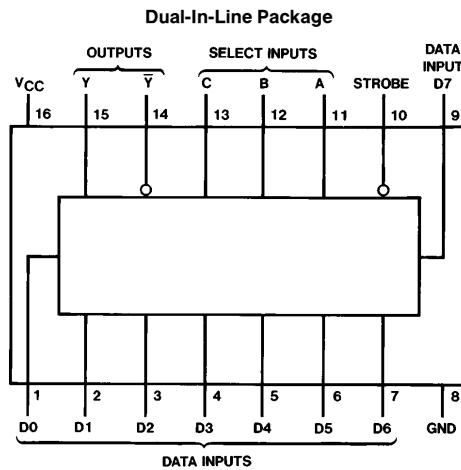 Dual-In-Line Package
OUTPUTS SELECT INPUTS DATA
INPUT
VCC Y Y̅ C B A STROBE D7
16 15 14 13 12 11 10 9
1 2 3 4 5 6 7 8
D0 D1 D2 D3 D4 D5 D6 GND
DATA INPUTS